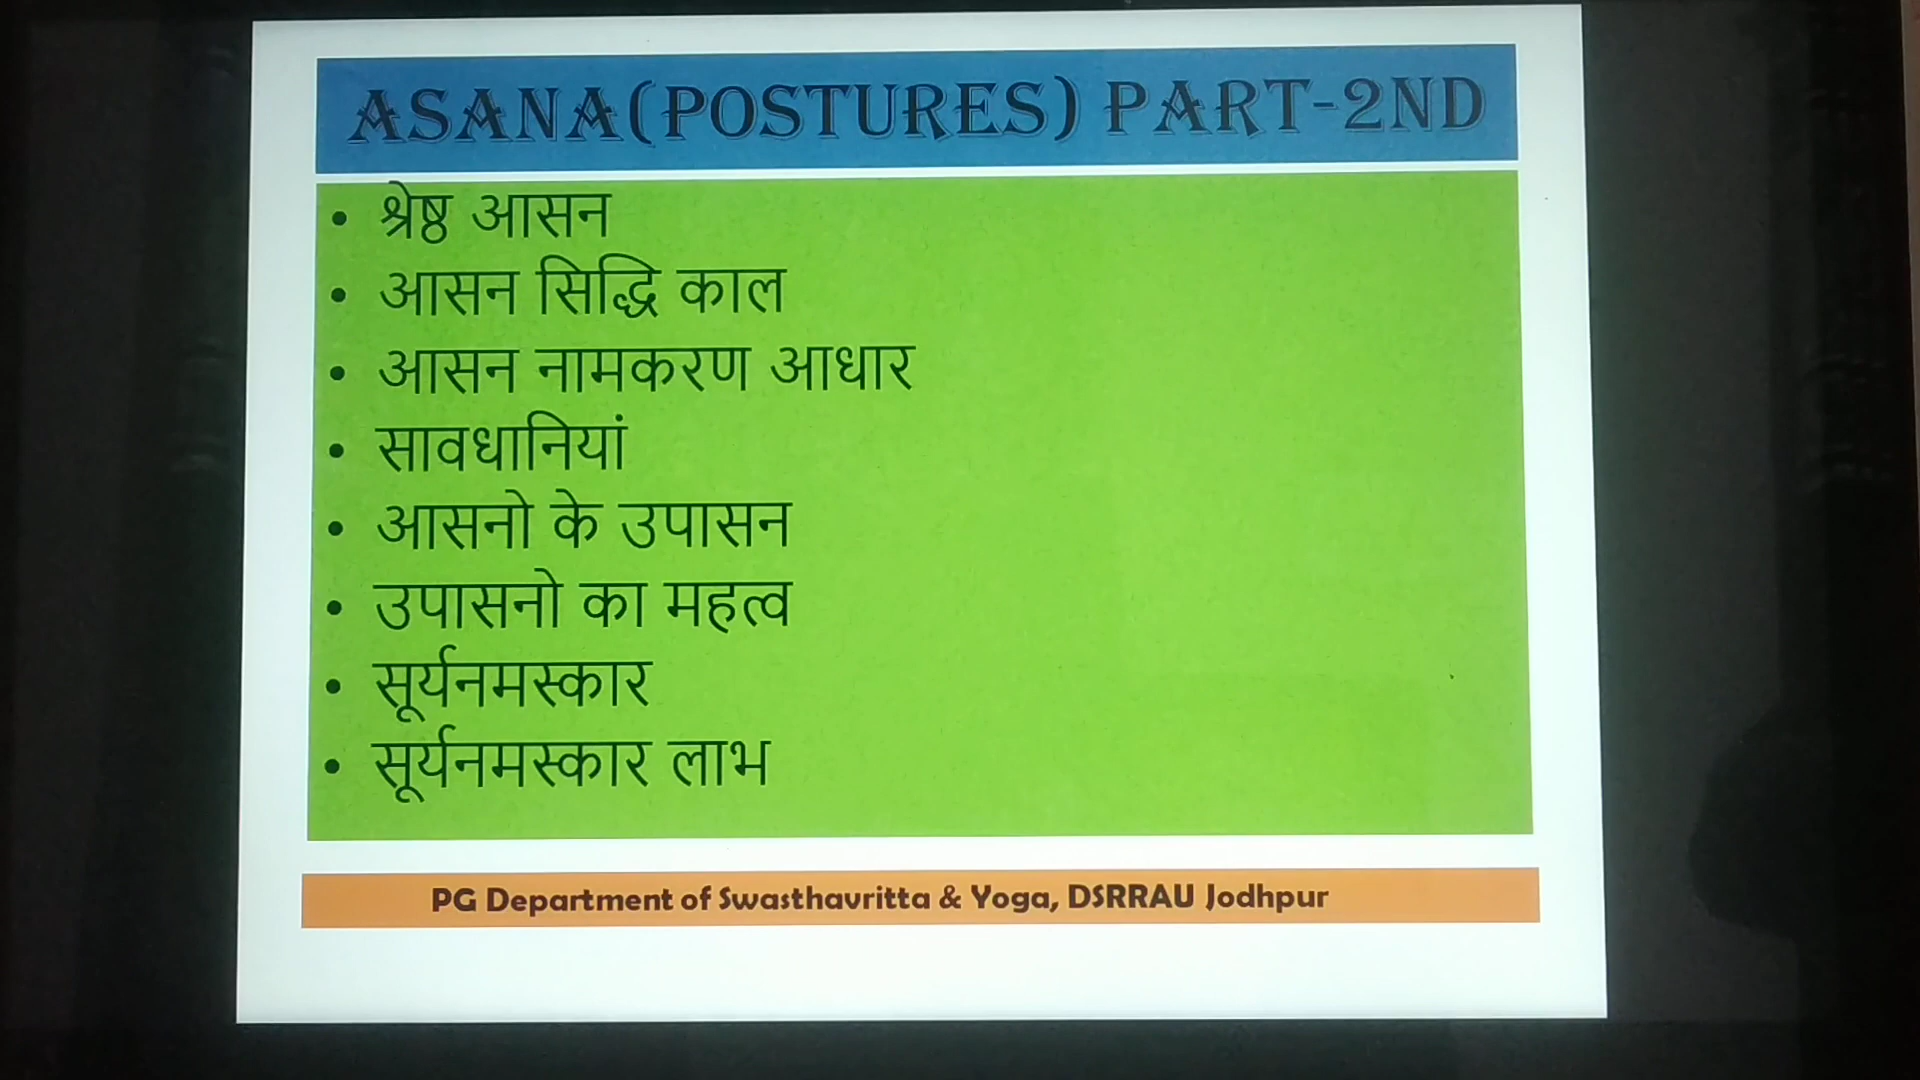 ASANA(POSTURES) PART-2ND
• श्रेष्ठ आसन
• आसन सिद्धि काल
• आसन नामकरण आधार
• सावधानियां
• आसनो के उपासन
• उपासनो का महत्व
• सूर्यनमस्कार
• सूर्यनमस्कार लाभ
PG Department of Swasthavritta & Yoga, DSRRAU Jodhpur